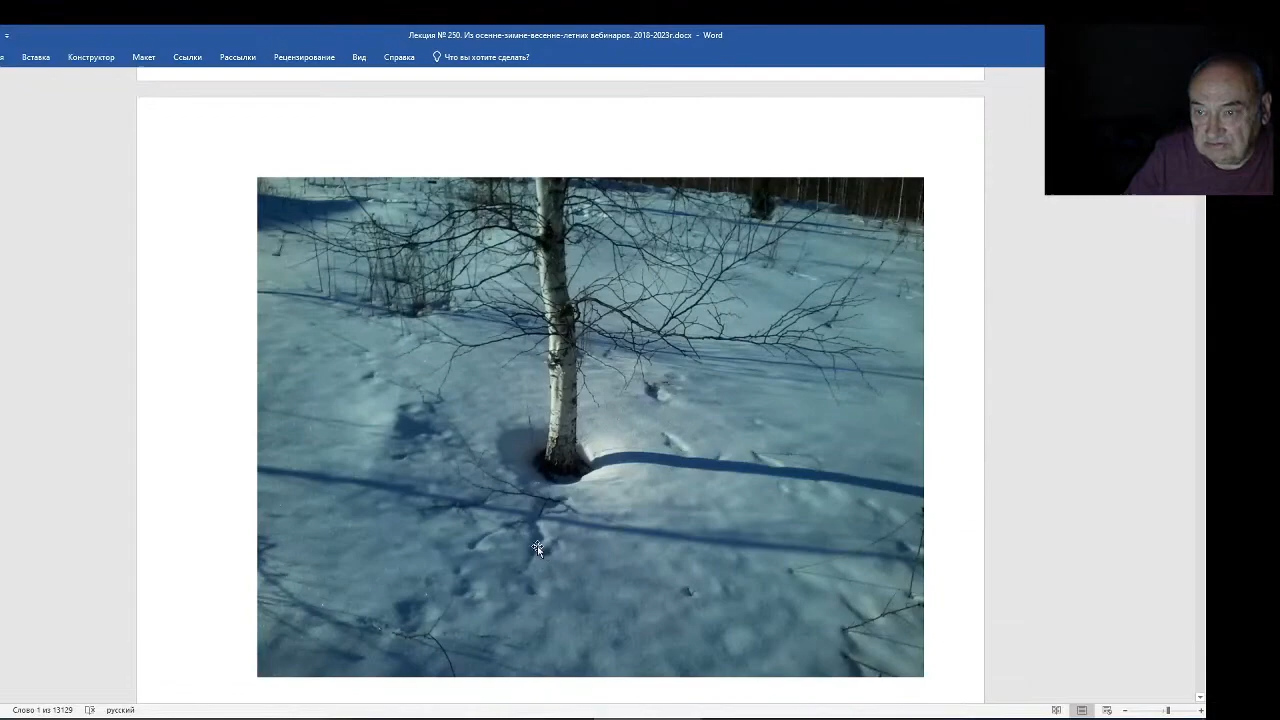 Лекция № 250. Из осенне-зимне-весенне-летних вебинаров. 2018-2023г.docx - Word
я Вставка Конструктор Макет Ссылки Рассылки Рецензирование Вид Справка Что вы хотите сделать?
Слово 1 из 13129 русский